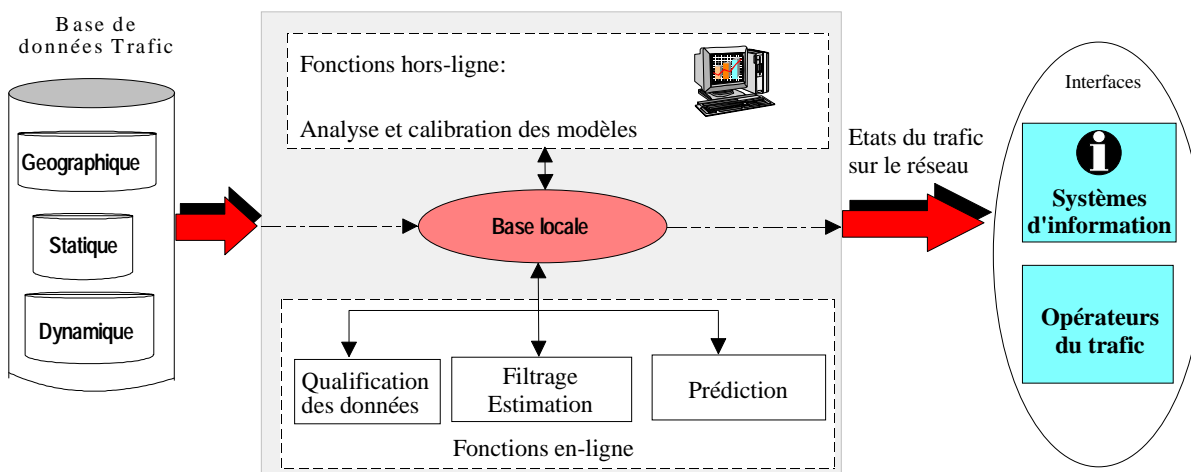 Base de
données Trafic
Geographique
Statique
Dynamique
Fonctions hors-ligne:
Analyse et calibration des modèles
Base locale
Qualification
des données
Filtrage
Estimation
Prédiction
Fonctions en-ligne
Etats du trafic
sur le réseau
Interfaces
i
Systèmes
d'information
Opérateurs
du trafic